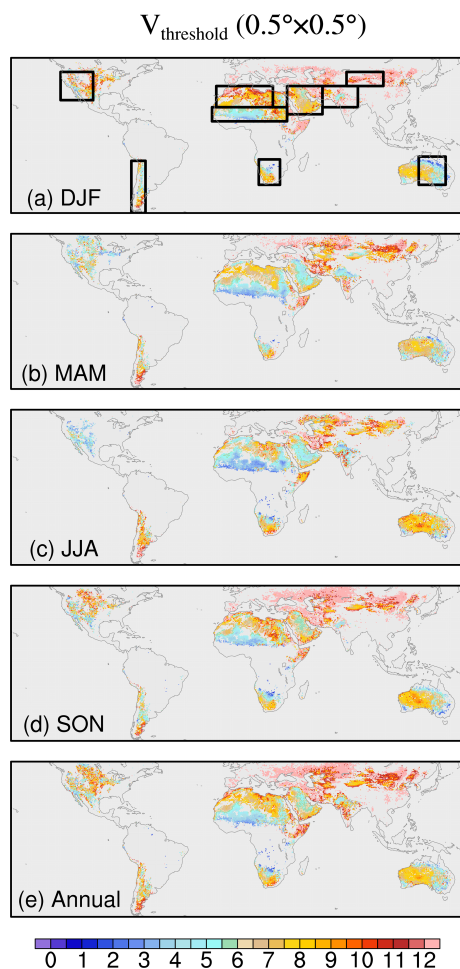 V_threshold (0.5°×0.5°)
(a) DJF
(b) MAM
(c) JJA
(d) SON
(e) Annual
0 1 2 3 4 5 6 7 8 9 10 11 12